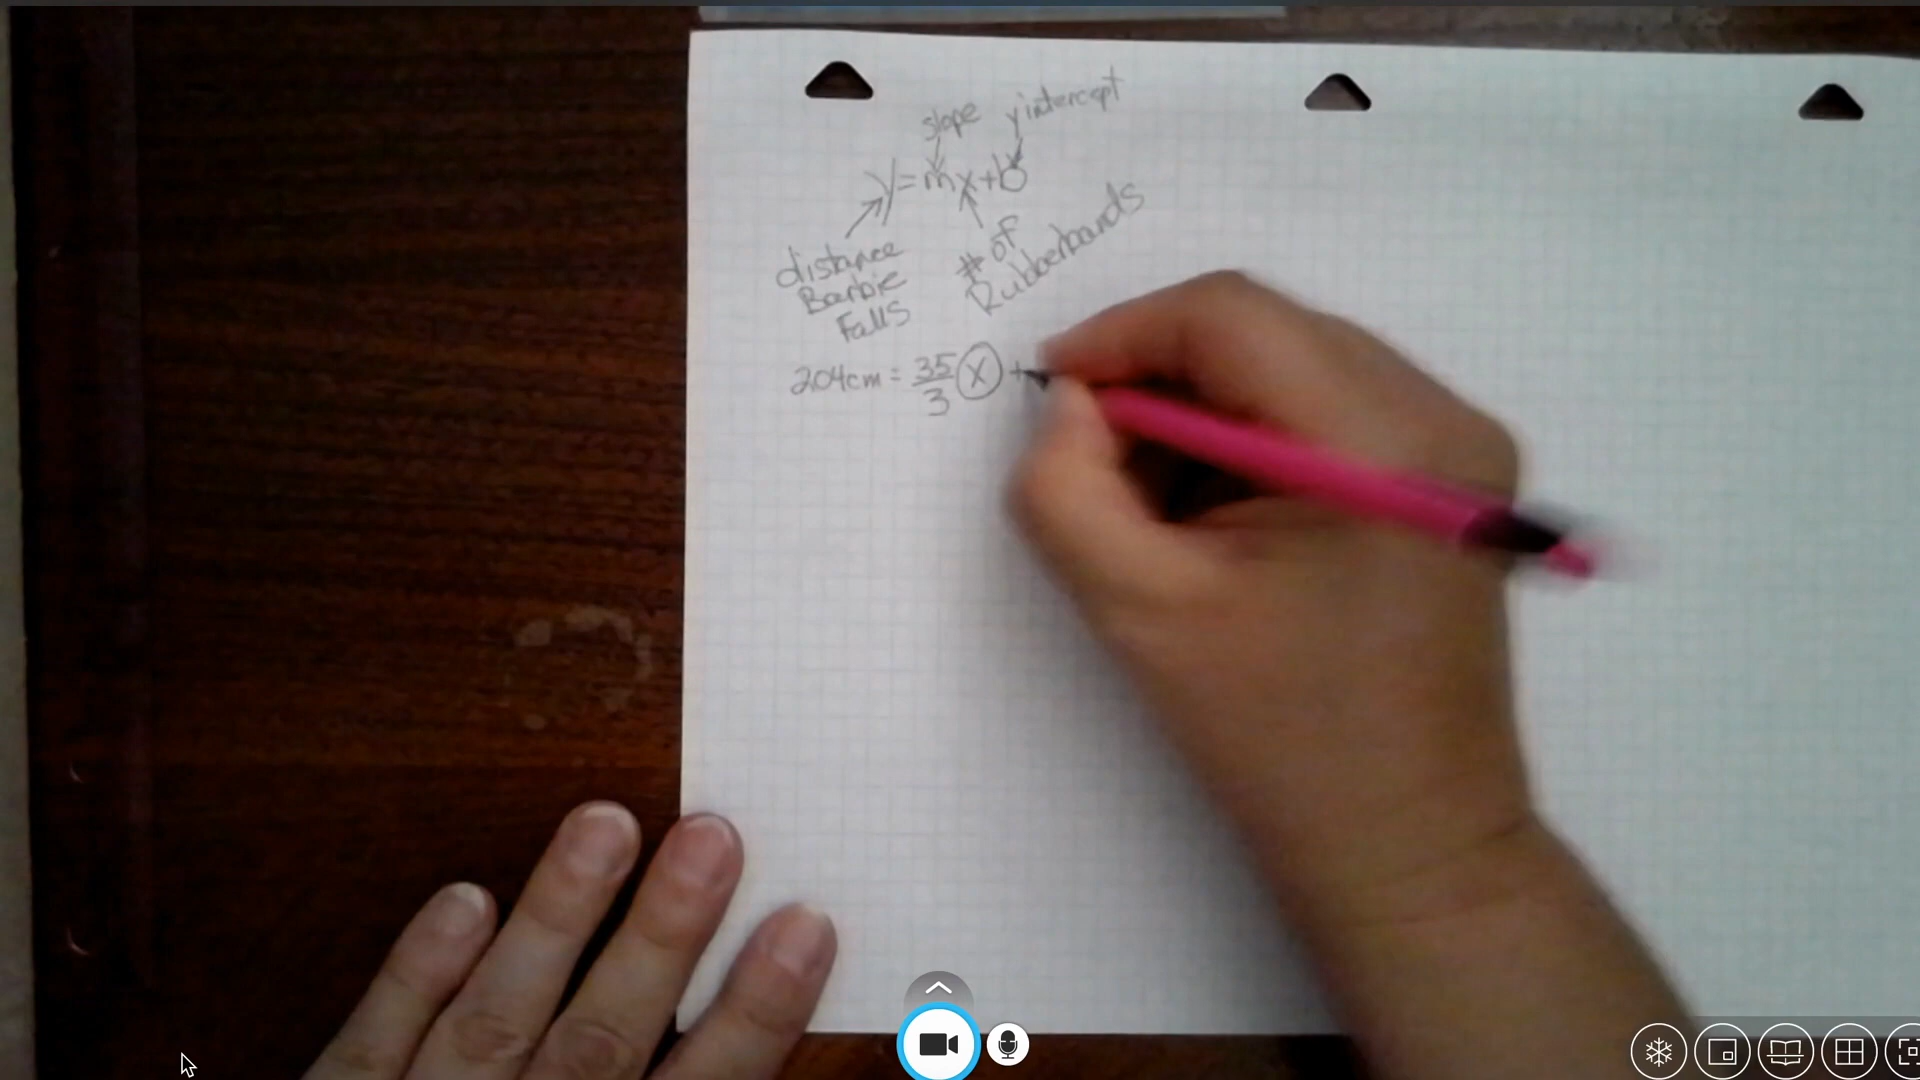 slope y intercept
y=mx+b
distance
Barbie
Falls
# of
Rubberbands
204cm = 35/3 (x) +